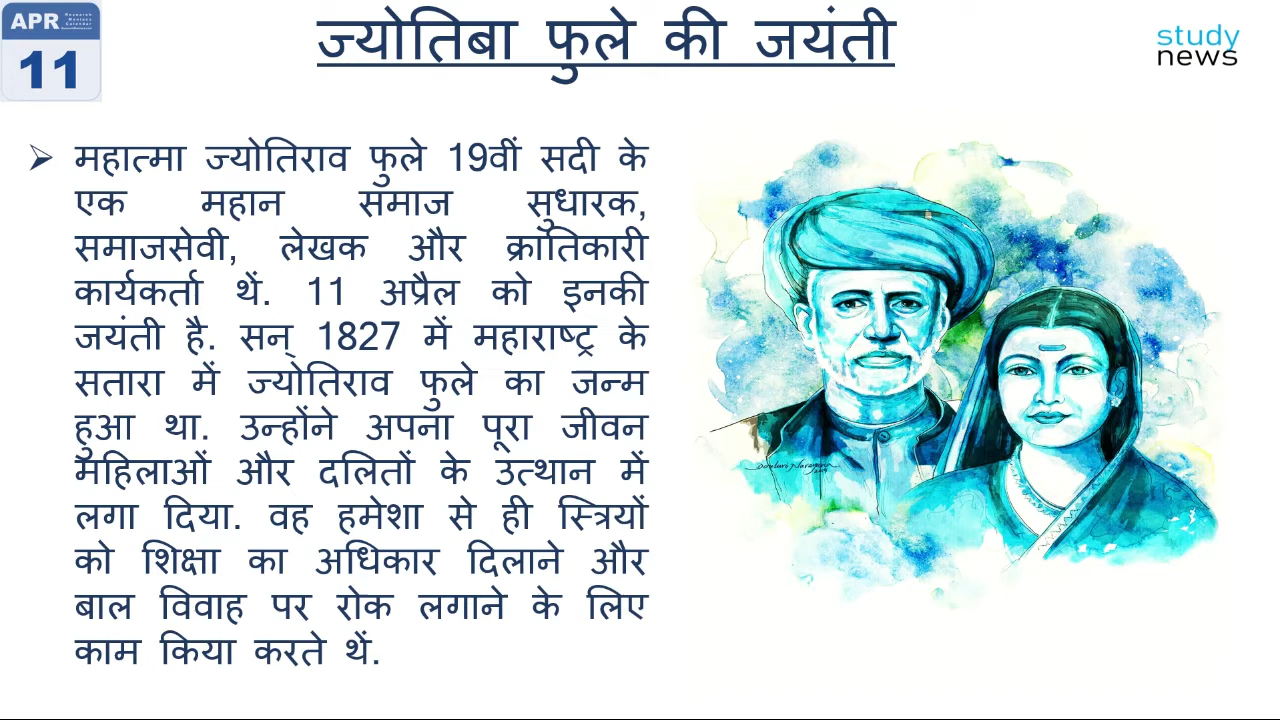 APR
11
ज्योतिबा फुले की जयंती
study
news
महात्मा ज्योतिराव फुले 19वीं सदी के
एक महान समाज सुधारक,
समाजसेवी, लेखक और क्रांतिकारी
कार्यकर्ता थें. 11 अप्रैल को इनकी
जयंती है. सन् 1827 में महाराष्ट्र के
सतारा में ज्योतिराव फुले का जन्म
हुआ था. उन्होंने अपना पूरा जीवन
महिलाओं और दलितों के उत्थान में
लगा दिया. वह हमेशा से ही स्त्रियों
को शिक्षा का अधिकार दिलाने और
बाल विवाह पर रोक लगाने के लिए
काम किया करते थें.